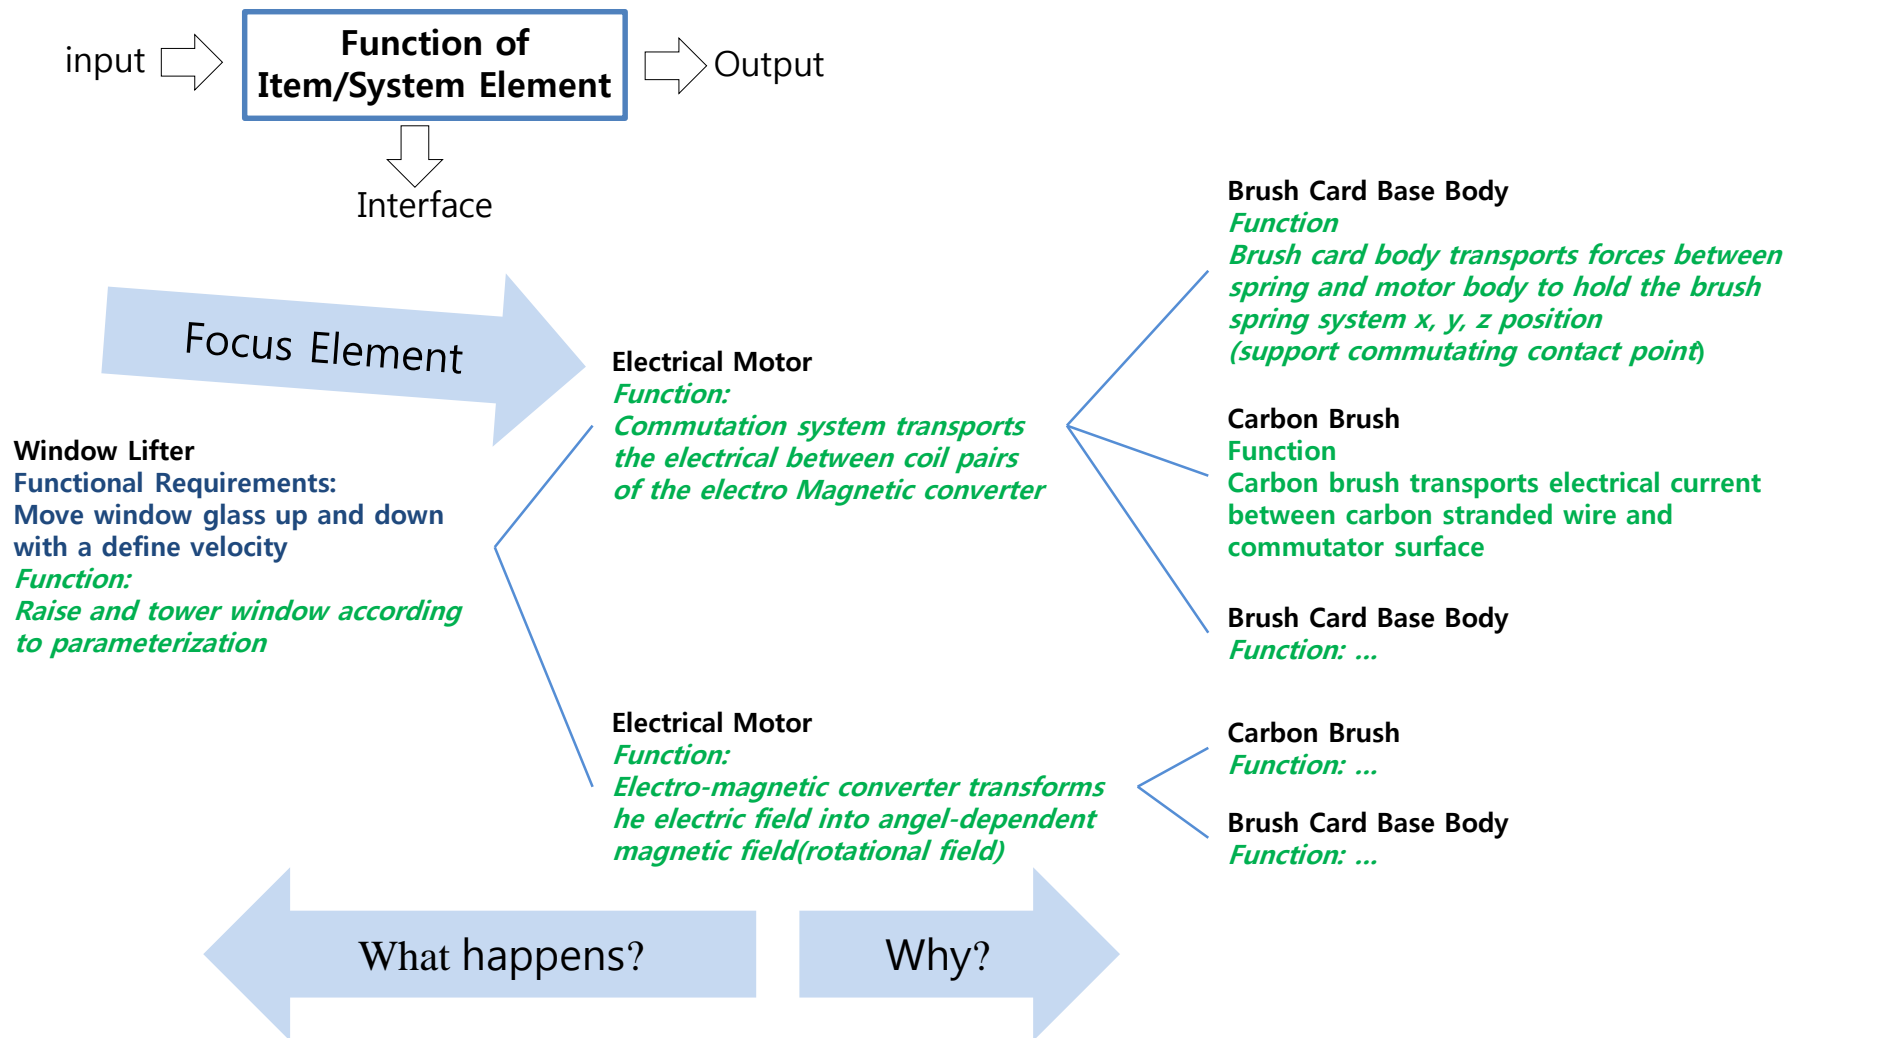 input
Function of
Item/System Element
Output
Interface
Focus Element
Window Lifter
Functional Requirements:
Move window glass up and down
with a define velocity
Function:
Raise and tower window according
to parameterization
Electrical Motor
Function:
Commutation system transports
the electrical between coil pairs
of the electro Magnetic converter
Electrical Motor
Function:
Electro-magnetic converter transforms
he electric field into angel-dependent
magnetic field(rotational field)
Brush Card Base Body
Function
Brush card body transports forces between
spring and motor body to hold the brush
spring system x, y, z position
(support commutating contact point)
Carbon Brush
Function
Carbon brush transports electrical current
between carbon stranded wire and
commutator surface
Brush Card Base Body
Function: ...
Carbon Brush
Function: ...
Brush Card Base Body
Function: ...
What happens?
Why?